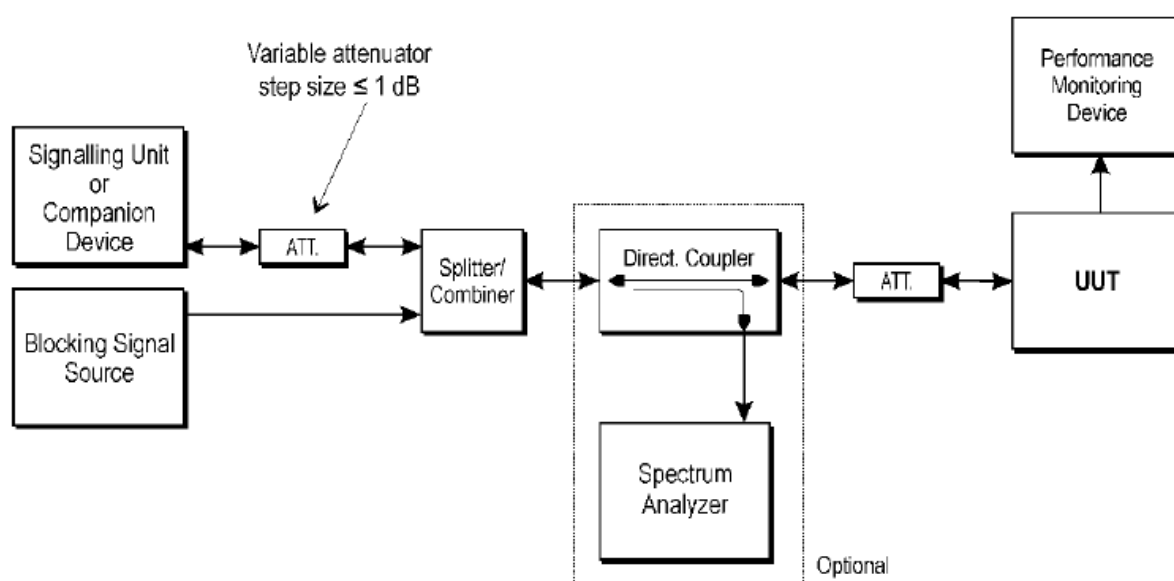 Variable attenuator
step size ≤ 1 dB
Performance
Monitoring
Device
Signalling Unit
or
Companion
Device
ATT.
Splitter/
Combiner
Direct. Coupler
ATT.
UUT
Blocking Signal
Source
Spectrum
Analyzer
Optional